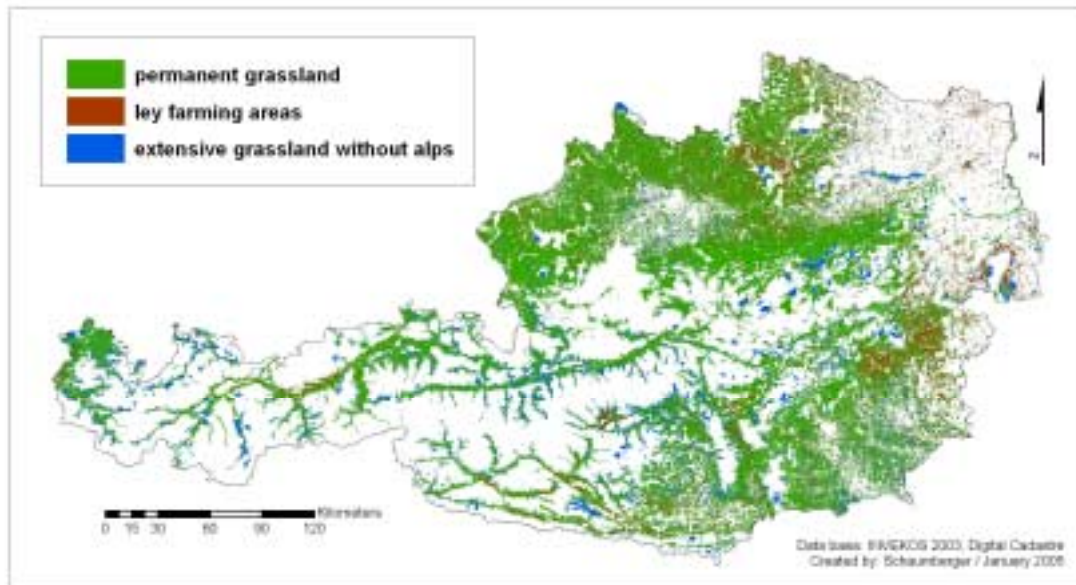 permanent grassland
ley farming areas
extensive grassland without alps
N
Kilometers
0 15 30 60 90 120
Data basis: INVEKOS 2003, Digital Cadastre
Created by: Schaumberger / January 2005